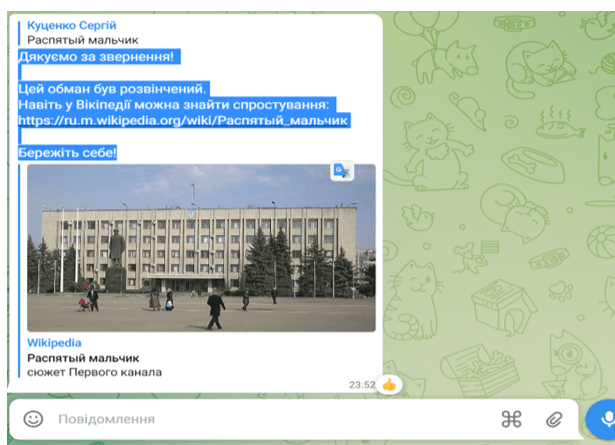 Куценко Сергій
Распятый мальчик
Дякуємо за звернення!
Цей обман був розвінчений.
Навіть у Вікіпедії можна знайти спростування:
https://ru.m.wikipedia.org/wiki/Распятый_мальчик
Бережіть себе!
Wikipedia
Распятый мальчик
сюжет Первого канала
23:52
Повідомлення